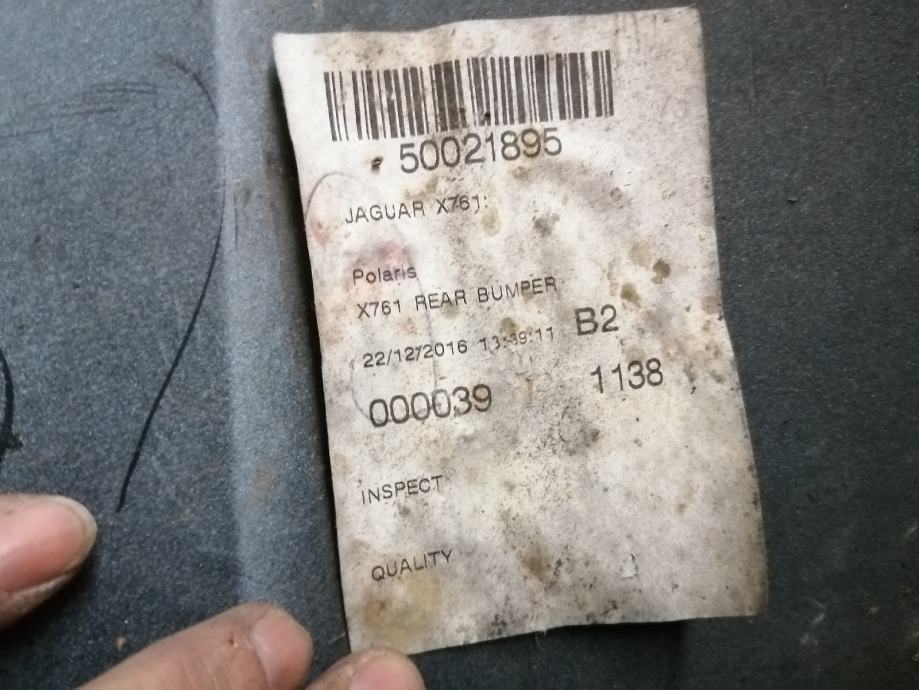 50021895
JAGUAR X761:
Polaris
X761 REAR BUMPER
22/12/2016 13:39:11 B2
000039 1138
INSPECT
QUALITY